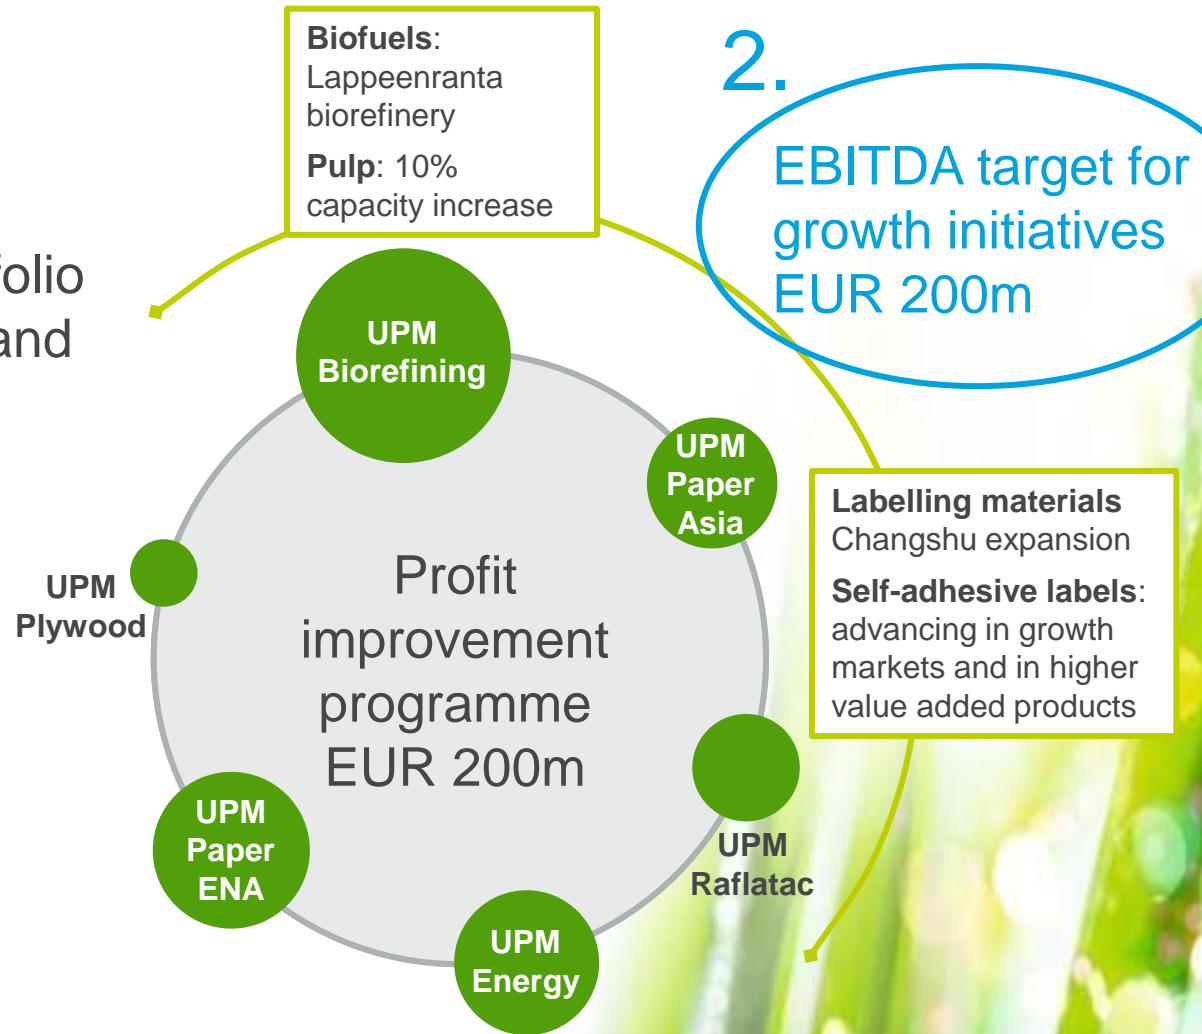 Biofuels:
Lappeenranta
biorefinery
Pulp: 10%
capacity increase
2.
EBITDA target for
growth initiatives
EUR 200m
folio
and
UPM
Biorefining
UPM
Paper
Asia
Labelling materials
Changshu expansion
Self-adhesive labels:
advancing in growth
markets and in higher
value added products
UPM
Plywood
Profit
improvement
programme
EUR 200m
UPM
Paper
ENA
UPM
Raflatac
UPM
Energy